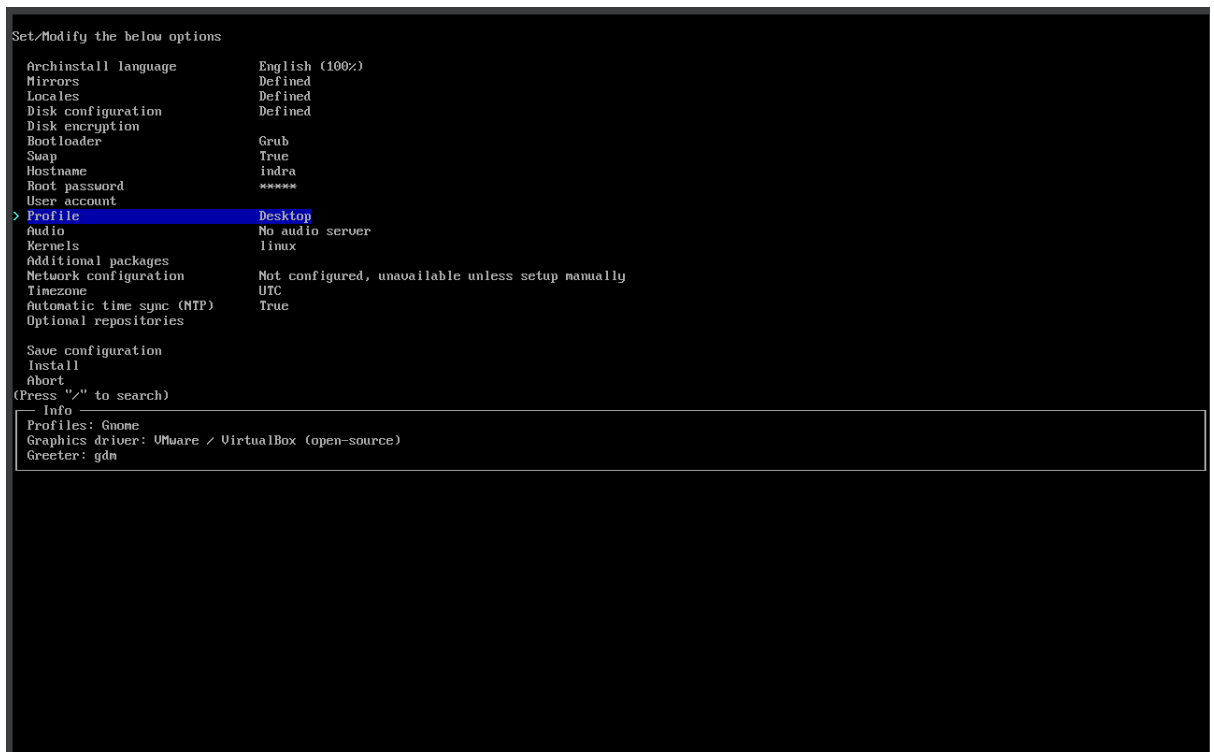 Set/Modify the below options
Archinstall language English (100%)
Mirrors Defined
Locales Defined
Disk configuration Defined
Disk encryption
Bootloader Grub
Swap True
Hostname indra
Root password *****
User account
> Profile Desktop
Audio No audio server
Kernels linux
Additional packages
Network configuration Not configured, unavailable unless setup manually
Timezone UTC
Automatic time sync (NTP) True
Optional repositories
Save configuration
Install
Abort
(Press "/" to search)
Info
Profiles: Gnome
Graphics driver: VMware / VirtualBox (open-source)
Greeter: gdm